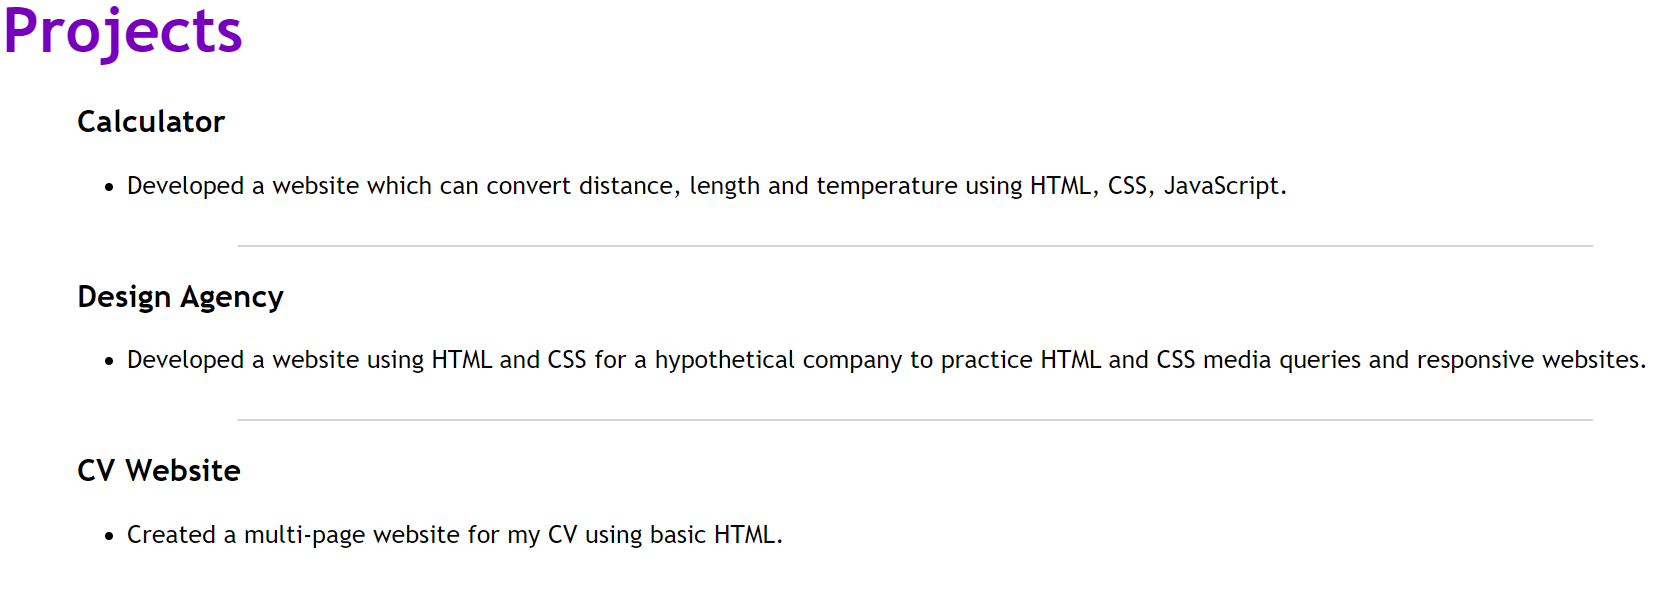 Projects
Calculator
• Developed a website which can convert distance, length and temperature using HTML, CSS, JavaScript.
Design Agency
• Developed a website using HTML and CSS for a hypothetical company to practice HTML and CSS media queries and responsive websites.
CV Website
• Created a multi-page website for my CV using basic HTML.